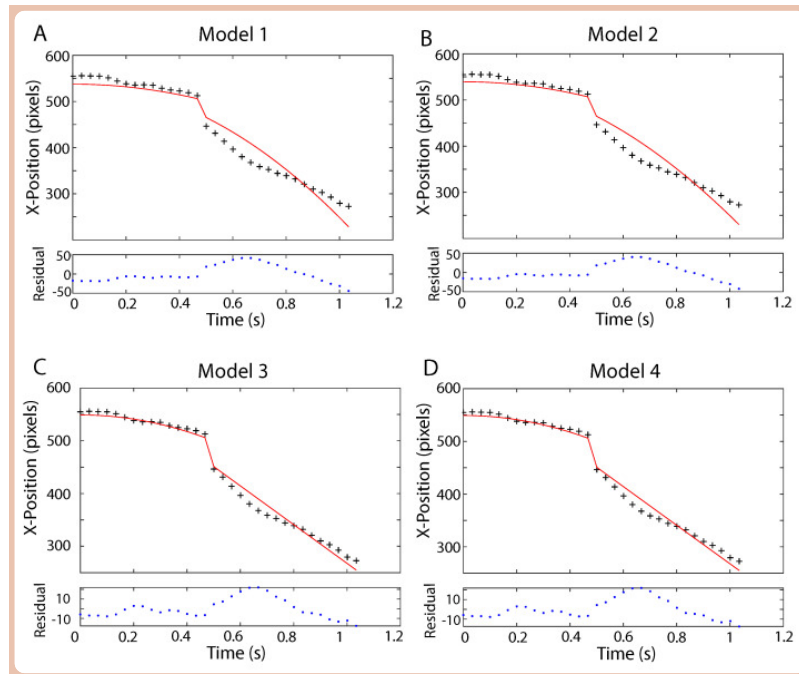 A
Model 1
600
500
400
300
X-Position (pixels)
50
0
-50
Residual
0 0.2 0.4 0.6 0.8 1 1.2
Time (s)
B
Model 2
600
500
400
300
X-Position (pixels)
50
0
-50
Residual
0 0.2 0.4 0.6 0.8 1 1.2
Time (s)
C
Model 3
600
500
400
300
X-Position (pixels)
10
-10
Residual
0 0.2 0.4 0.6 0.8 1 1.2
Time (s)
D
Model 4
600
500
400
300
X-Position (pixels)
10
-10
Residual
0 0.2 0.4 0.6 0.8 1 1.2
Time (s)